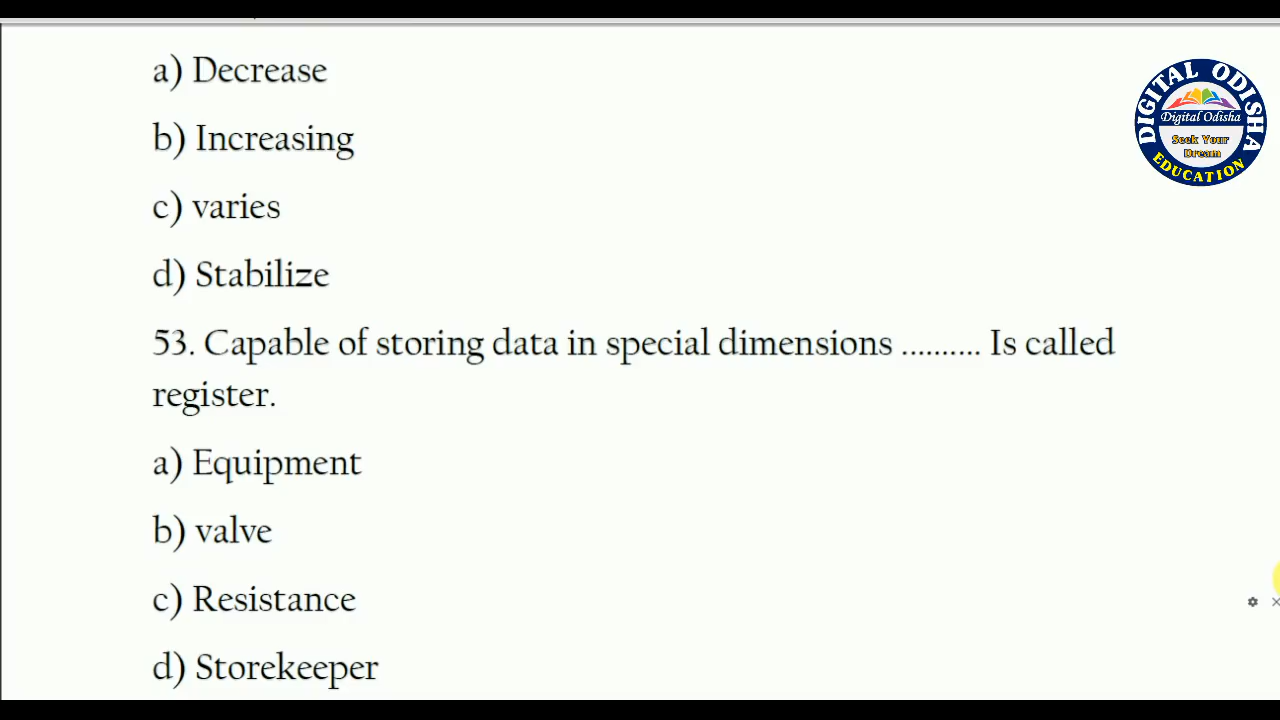 a) Decrease
b) Increasing
c) varies
d) Stabilize
53. Capable of storing data in special dimensions .......... Is called
register.
a) Equipment
b) valve
c) Resistance
d) Storekeeper
DIGITAL ODISHA
Digital Odisha
Seek Your
Dream
EDUCATION